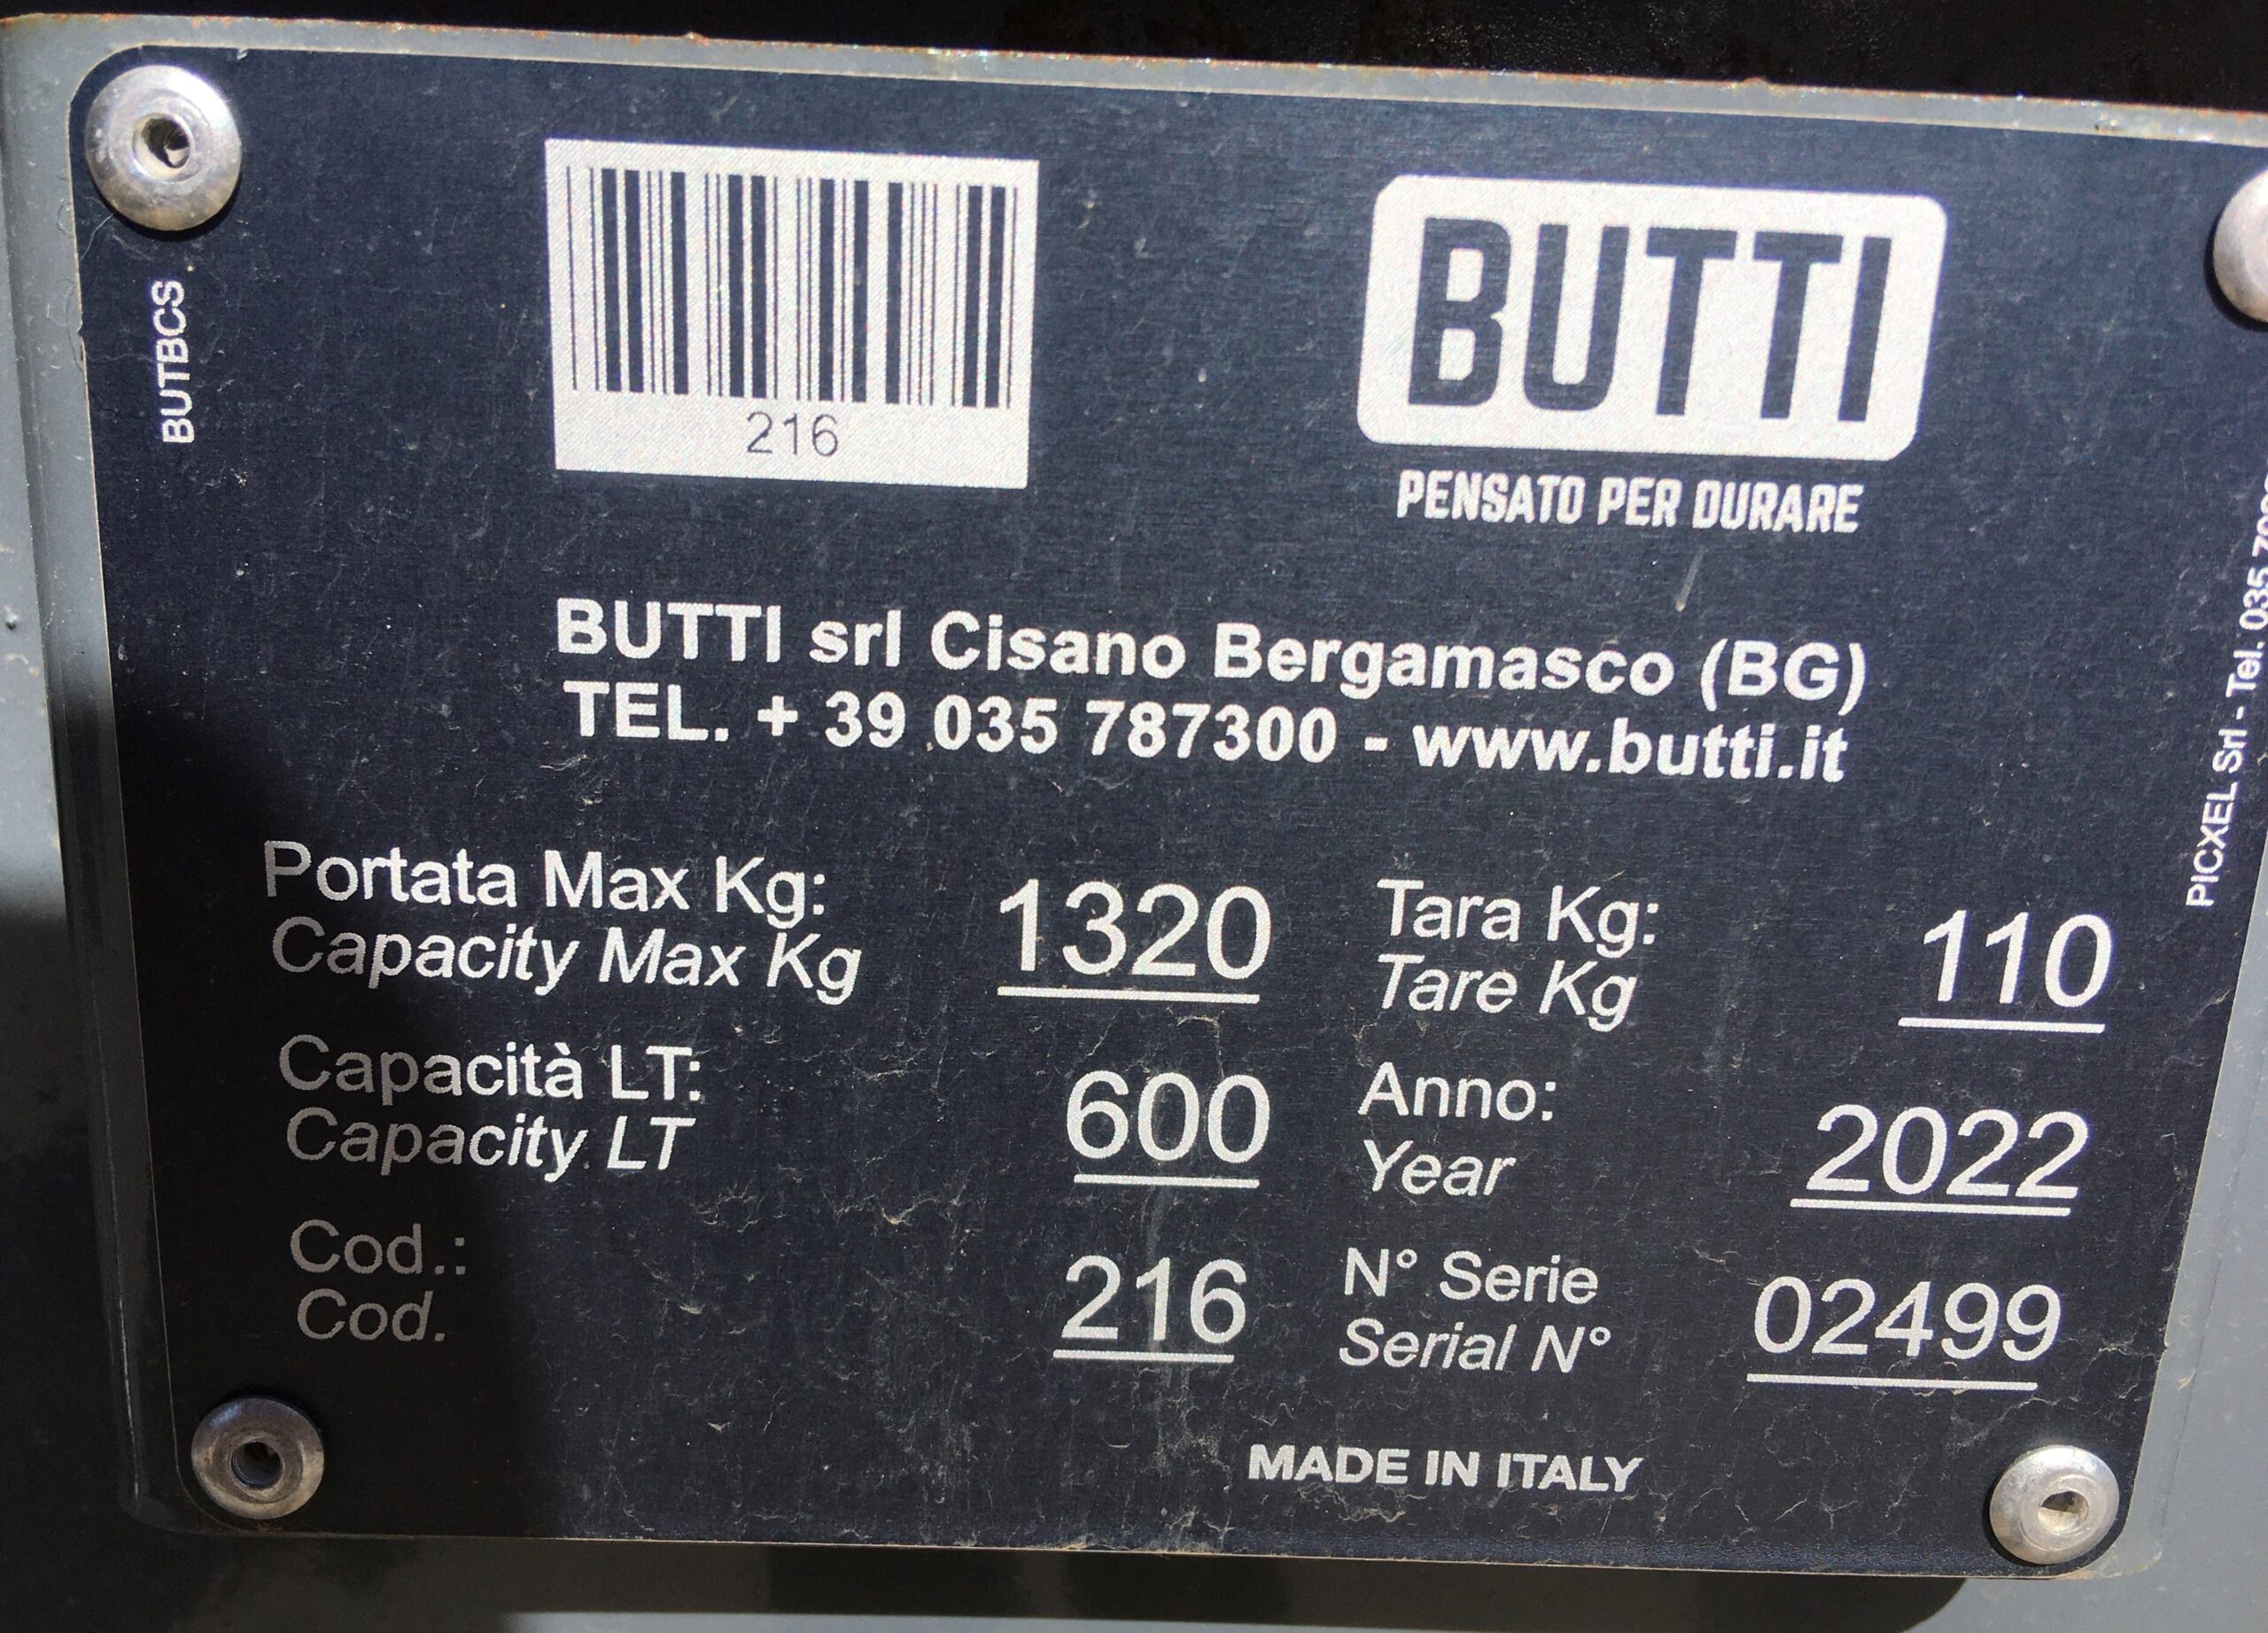 BUTBCS
216
BUTTI
PENSATO PER DURARE
BUTTI srl Cisano Bergamasco (BG)
TEL. + 39 035 787300 - www.butti.it
Portata Max Kg: 1320 Tara Kg: 110
Capacity Max Kg Tare Kg
Capacità LT: 600 Anno: 2022
Capacity LT Year
Cod.: 216 N° Serie 02499
Cod. Serial N°
MADE IN ITALY
PICXEL Srl - Tel. 035